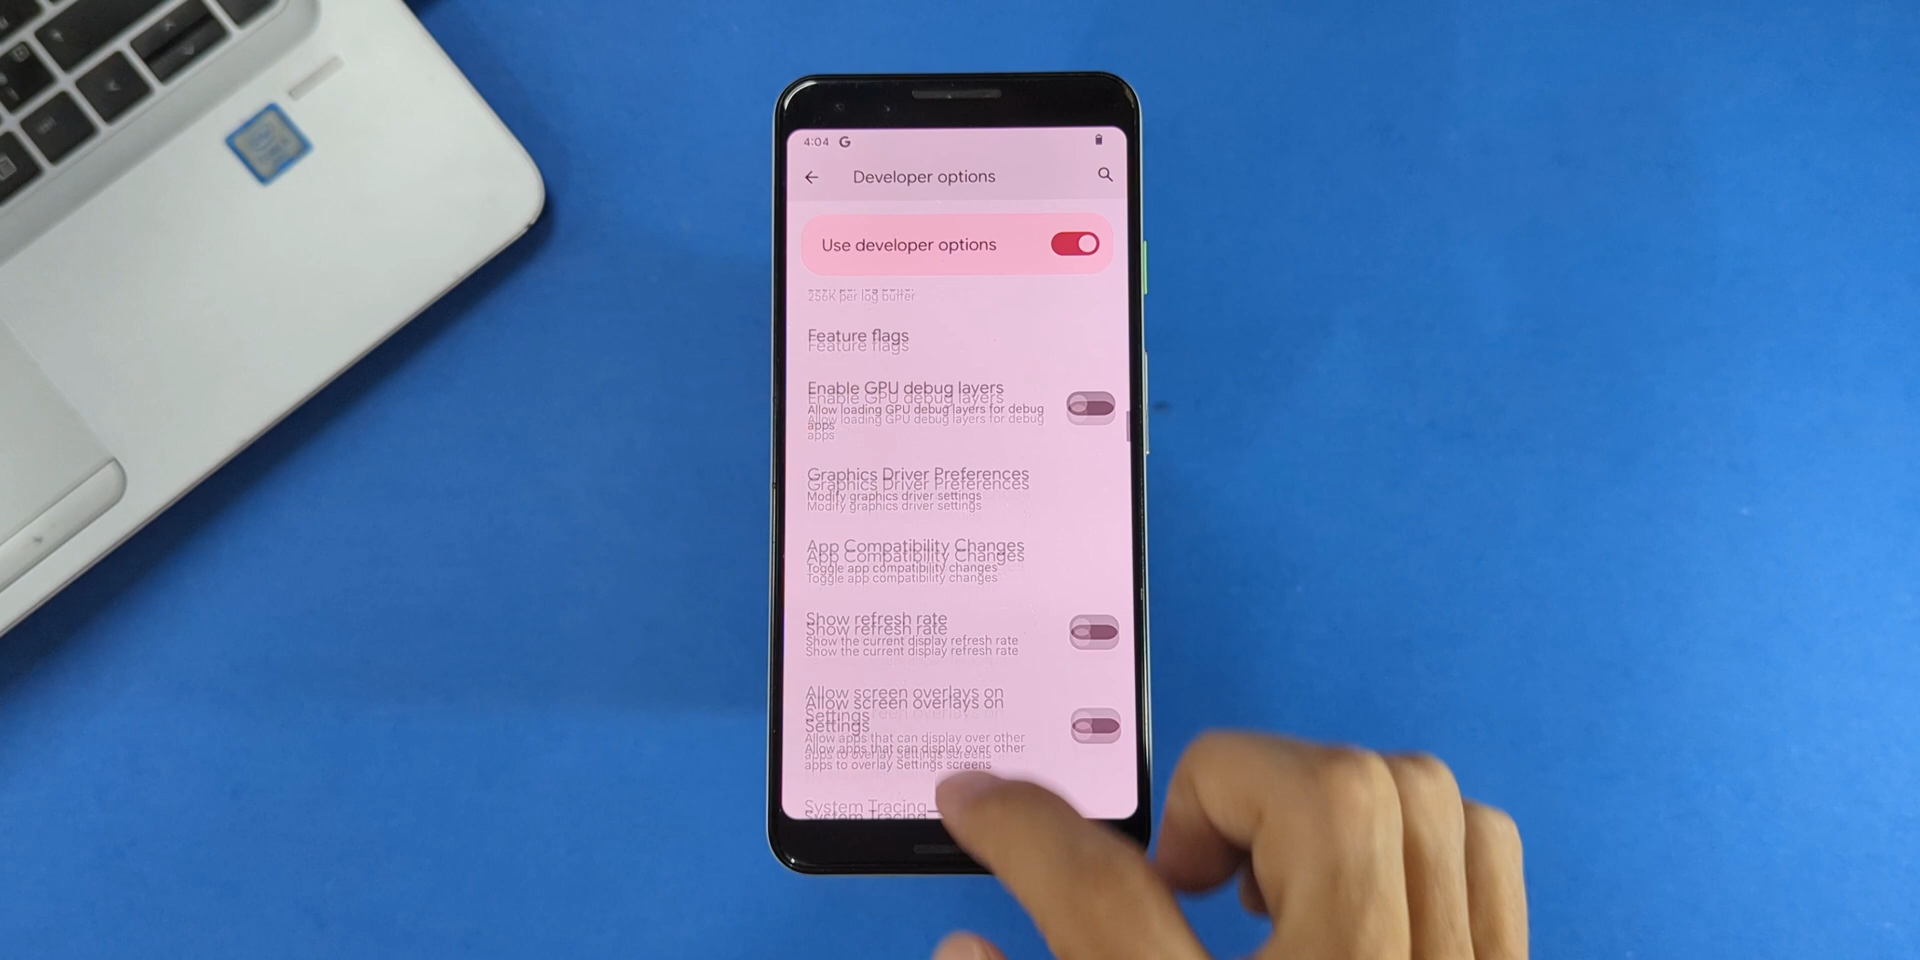 4:04 G
Developer options
Use developer options
256K per log buffer
Feature flags
Enable GPU debug layers
Allow loading GPU debug layers for debug
apps
Graphics Driver Preferences
Modify graphics driver settings
App Compatibility Changes
Toggle app compatibility changes
Show refresh rate
Show the current display refresh rate
Allow screen overlays on
Settings
Allow apps that can display over other
apps to overlay Settings screens
System Tracing